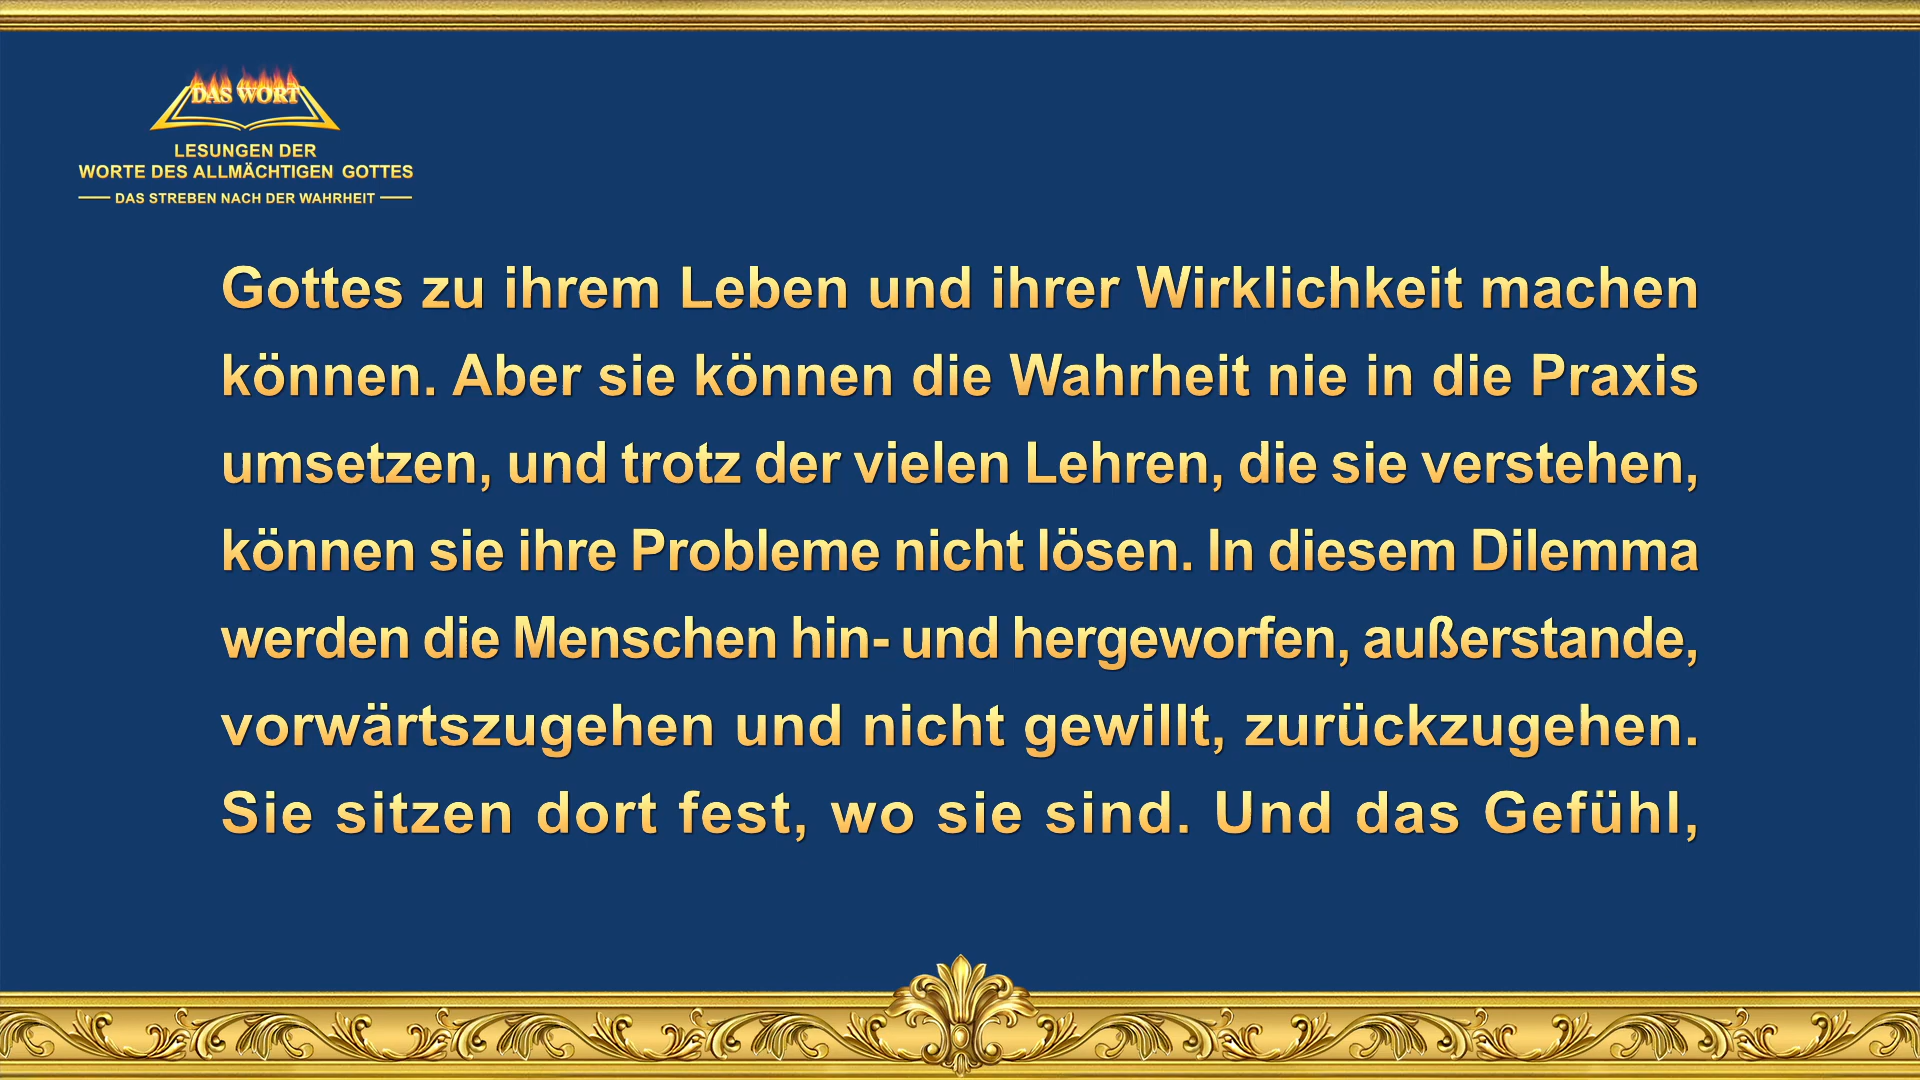 DAS WORT
LESUNGEN DER
WORTE DES ALLMÄCHTIGEN GOTTES
DAS STREBEN NACH DER WAHRHEIT
Gottes zu ihrem Leben und ihrer Wirklichkeit machen
können. Aber sie können die Wahrheit nie in die Praxis
umsetzen, und trotz der vielen Lehren, die sie verstehen,
können sie ihre Probleme nicht lösen. In diesem Dilemma
werden die Menschen hin- und hergeworfen, außerstande,
vorwärtszugehen und nicht gewillt, zurückzugehen.
Sie sitzen dort fest, wo sie sind. Und das Gefühl,